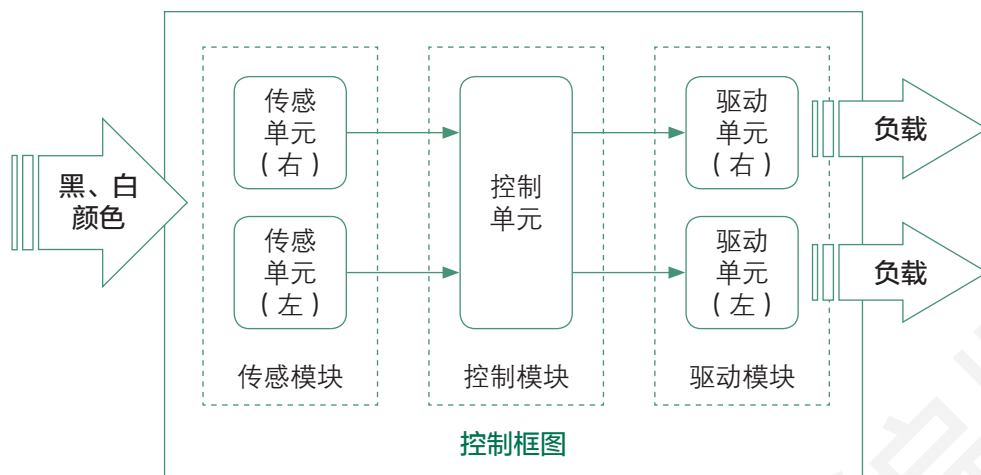 黑、白
颜色
传感
单元
(右)
传感
单元
(左)
传感模块
控制
单元
控制模块
驱动
单元
(右)
驱动
单元
(左)
驱动模块
负载
负载
控制框图